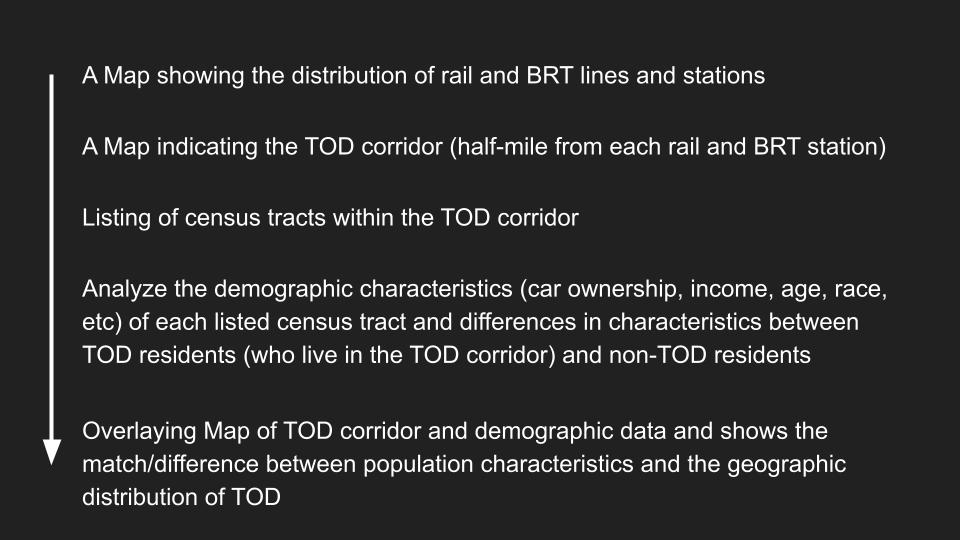 A Map showing the distribution of rail and BRT lines and stations
A Map indicating the TOD corridor (half-mile from each rail and BRT station)
Listing of census tracts within the TOD corridor
Analyze the demographic characteristics (car ownership, income, age, race,
etc) of each listed census tract and differences in characteristics between
TOD residents (who live in the TOD corridor) and non-TOD residents
Overlaying Map of TOD corridor and demographic data and shows the
match/difference between population characteristics and the geographic
distribution of TOD